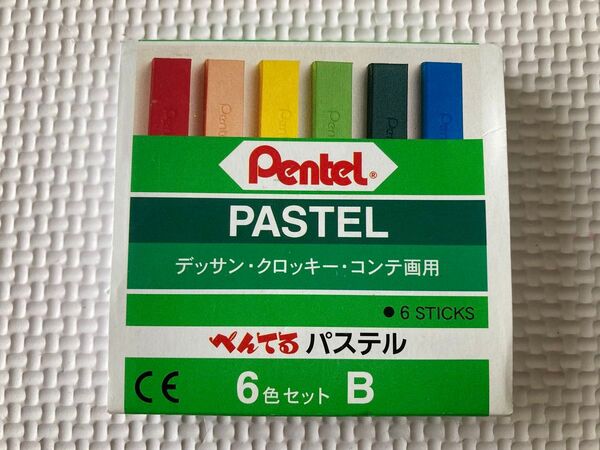 Pentel®
PASTEL
デッサン・クロッキー・コンテ画用
● 6 STICKS
ぺんてる パステル
CE 6色セット B